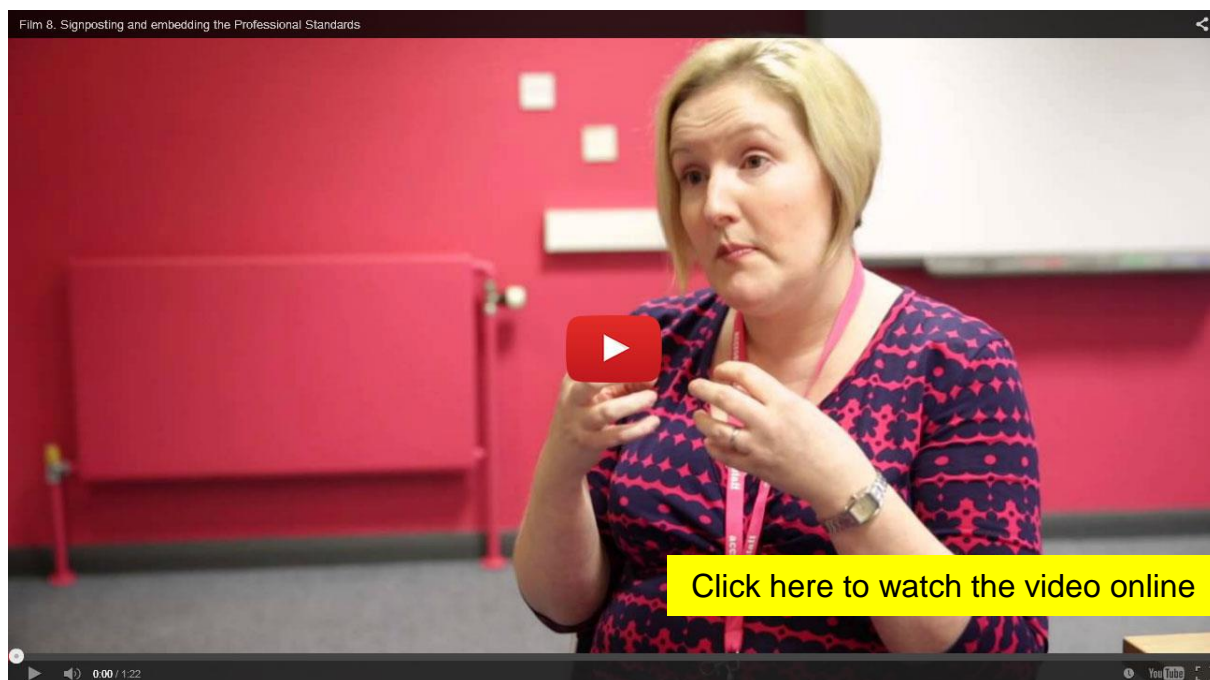 Film 8. Signposting and embedding the Professional Standards
Click here to watch the video online
0:00 / 1:22
YouTube